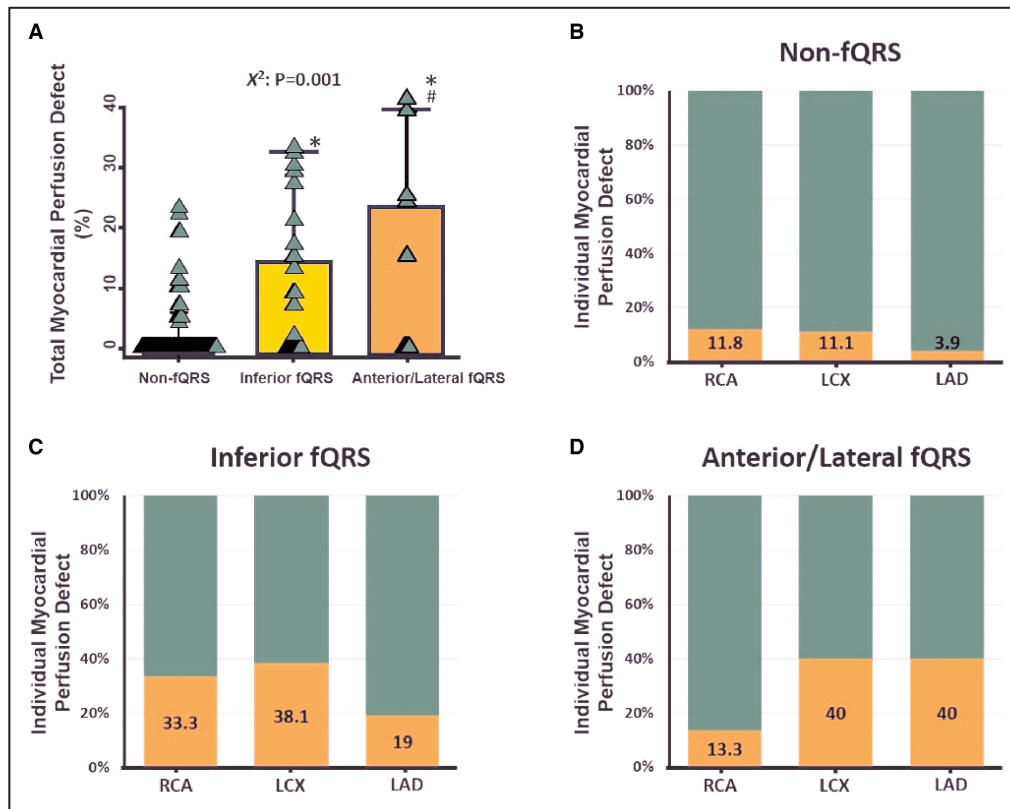 A
X²: P=0.001
*
*
#
Total Myocardial Perfusion Defect
(%)
40
30
20
10
0
Non-fQRS
Inferior fQRS
Anterior/Lateral fQRS
B
Non-fQRS
Individual Myocardial
Perfusion Defect
100%
80%
60%
40%
20%
0%
11.8
11.1
3.9
RCA
LCX
LAD
C
Inferior fQRS
Individual Myocardial
Perfusion Defect
100%
80%
60%
40%
20%
0%
33.3
38.1
19
RCA
LCX
LAD
D
Anterior/Lateral fQRS
Individual Myocardial
Perfusion Defect
100%
80%
60%
40%
20%
0%
13.3
40
40
RCA
LCX
LAD